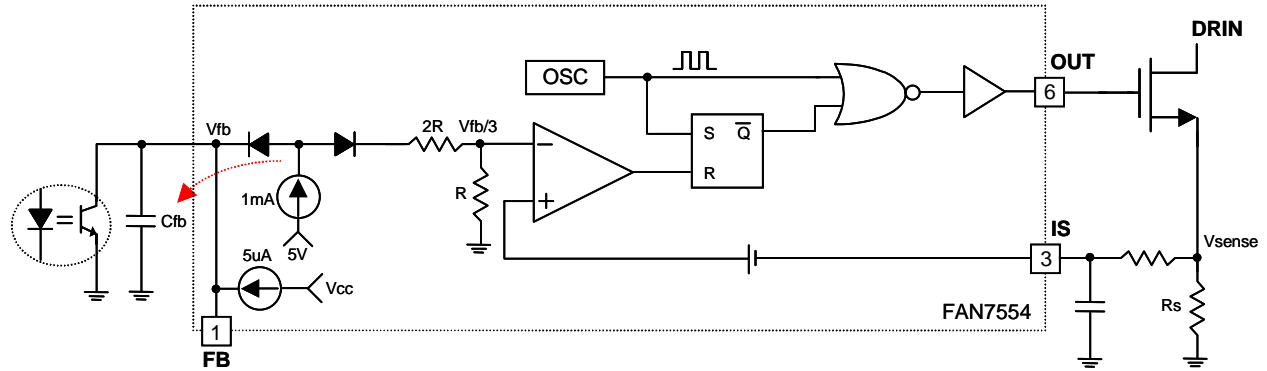 DRIN
OUT
OSC
6
Vfb
2R
Vfb/3
S
Q
R
R
−
+
1mA
Cfb
5V
IS
Vsense
5uA
3
Vcc
Rs
FAN7554
1
FB